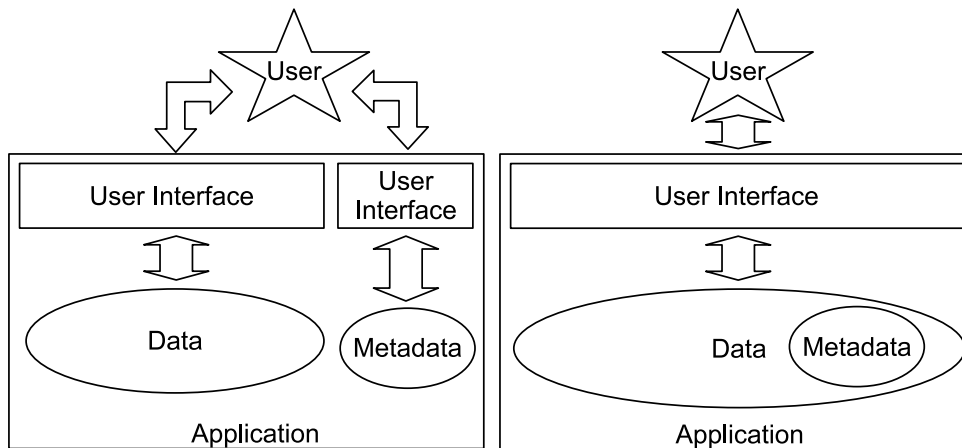 User
User Interface
User
Interface
Data
Metadata
Application
User
User Interface
Data
Metadata
Application